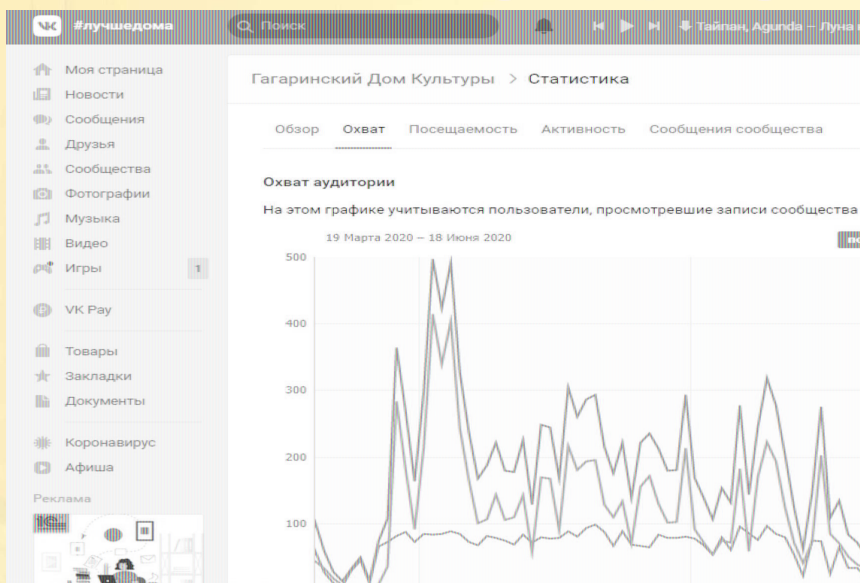 #лучшедома
Поиск
Тайпан, Agunda – Луна
Моя страница
Новости
Сообщения
Друзья
Сообщества
Фотографии
Музыка
Видео
Игры
1
VK Pay
Товары
Закладки
Документы
Коронавирус
Афиша
Реклама
Гагаринский Дом Культуры > Статистика
Обзор Охват Посещаемость Активность Сообщения сообщества
Охват аудитории
На этом графике учитываются пользователи, просмотревшие записи сообщества
19 Марта 2020 – 18 Июня 2020
500
400
300
200
100